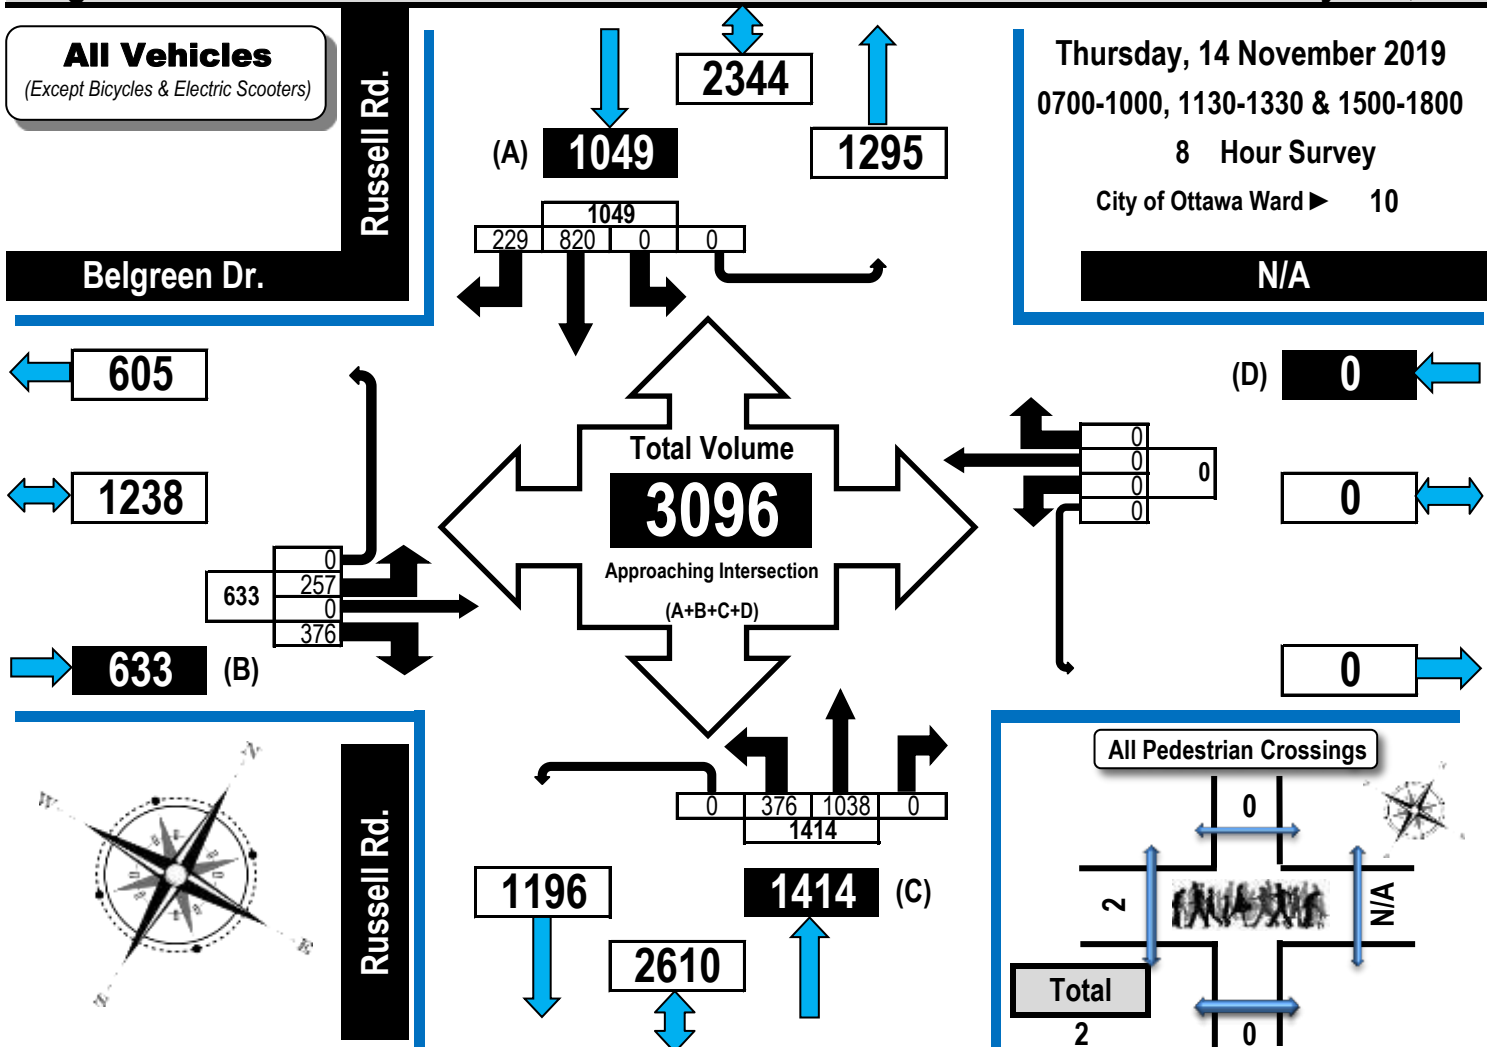 All Vehicles
(Except Bicycles & Electric Scooters)
Russell Rd.
Belgreen Dr.
2344
(A) 1049
1295
1049
229 820 0 0
Thursday, 14 November 2019
0700-1000, 1130-1330 & 1500-1800
8 Hour Survey
City of Ottawa Ward ► 10
N/A
605
1238
0
257
633
0
376
633 (B)
Total Volume
3096
Approaching Intersection
(A+B+C+D)
(D) 0
0
0
0
0
0
0
0
376 1038
0 0
1414
1196
1414 (C)
2610
Russell Rd.
N
W
E
S
All Pedestrian Crossings
0
2
N/A
Total
2
0